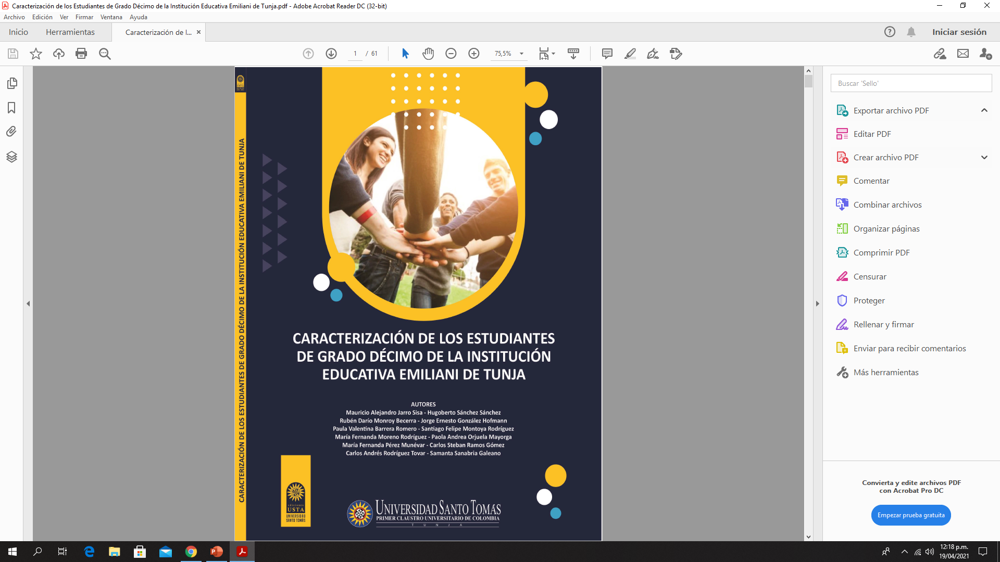 Caracterización de los Estudiantes de Grado Décimo de la Institución Educativa Emiliani de Tunja.pdf - Adobe Acrobat Reader DC (32-bit)
Archivo Edición Ver Firmar Ventana Ayuda
Inicio Herramientas Caracterización de l... ×
Iniciar sesión
1 / 61
75,5%
CARACTERIZACIÓN DE LOS ESTUDIANTES DE GRADO DÉCIMO DE LA INSTITUCIÓN EDUCATIVA EMILIANI DE TUNJA
CARACTERIZACIÓN DE LOS ESTUDIANTES
DE GRADO DÉCIMO DE LA INSTITUCIÓN
EDUCATIVA EMILIANI DE TUNJA
AUTORES
Mauricio Alejandro Jarro Sisa - Hugoberto Sánchez Sánchez
Rubén Darío Monroy Becerra - Jorge Ernesto González Hofmann
Paula Valentina Barrera Romero - Santiago Felipe Montoya Rodríguez
María Fernanda Moreno Rodríguez - Paola Andrea Orjuela Mayorga
María Fernanda Pérez Munévar - Carlos Steban Ramos Gómez
Carlos Andrés Rodríguez Tovar - Samanta Sanabria Galeano
ediciones
USTA
UNIVERSIDAD
SANTO TOMÁS
UNIVERSIDAD SANTO TOMÁS
PRIMER CLAUSTRO UNIVERSITARIO DE COLOMBIA
TUNJA
Buscar 'Sello'
Exportar archivo PDF
Editar PDF
Crear archivo PDF
Comentar
Combinar archivos
Organizar páginas
Comprimir PDF
Censurar
Proteger
Rellenar y firmar
Enviar para recibir comentarios
Más herramientas
Convierta y edite archivos PDF
con Acrobat Pro DC
Empezar prueba gratuita
12:18 p.m.
19/04/2021